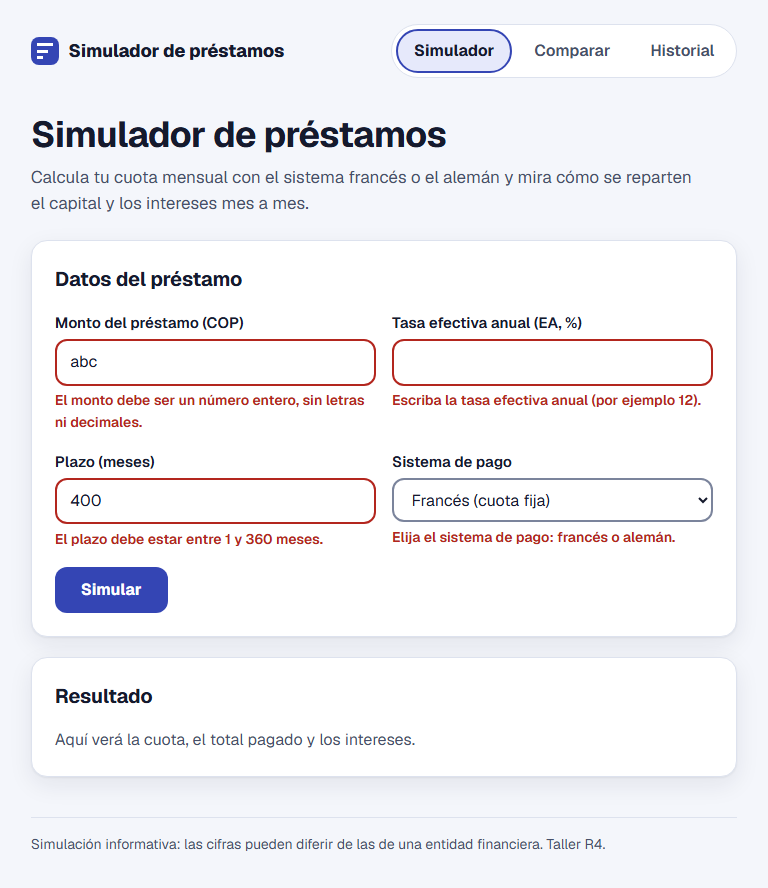 Simulador de préstamos
Simulador
Comparar
Historial
Simulador de préstamos
Calcula tu cuota mensual con el sistema francés o el alemán y mira cómo se reparten
el capital y los intereses mes a mes.
Datos del préstamo
Monto del préstamo (COP)
abc
El monto debe ser un número entero, sin letras
ni decimales.
Tasa efectiva anual (EA, %)
Escriba la tasa efectiva anual (por ejemplo 12).
Plazo (meses)
400
El plazo debe estar entre 1 y 360 meses.
Sistema de pago
Francés (cuota fija)
Elija el sistema de pago: francés o alemán.
Simular
Resultado
Aquí verá la cuota, el total pagado y los intereses.
Simulación informativa: las cifras pueden diferir de las de una entidad financiera. Taller R4.